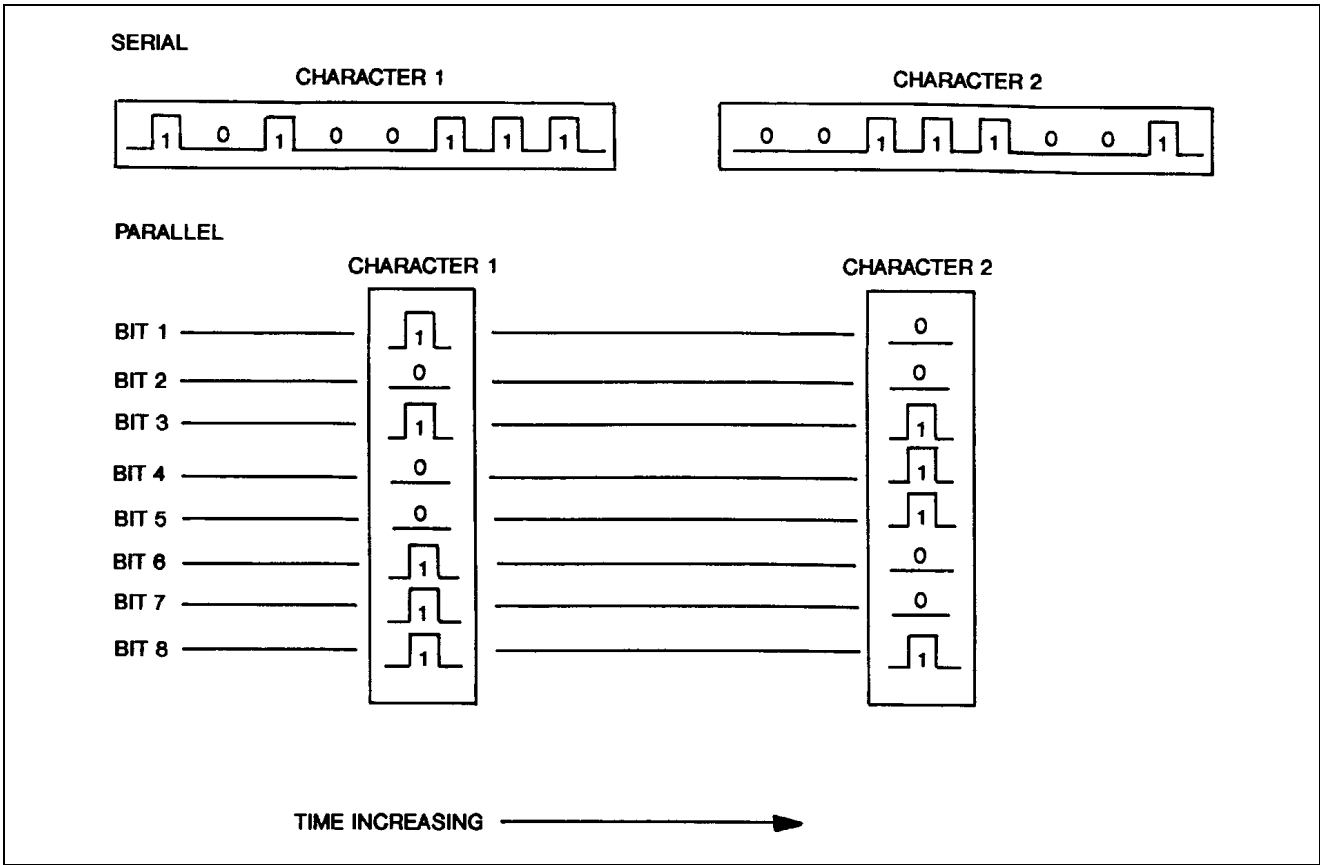 SERIAL
CHARACTER 1
CHARACTER 2
1 0 1 0 0 1 1 1
0 0 1 1 1 0 0 1
PARALLEL
CHARACTER 1
CHARACTER 2
BIT 1 1 0
BIT 2 0 0
BIT 3 1 1
BIT 4 0 1
BIT 5 0 1
BIT 6 1 0
BIT 7 1 0
BIT 8 1 1
TIME INCREASING